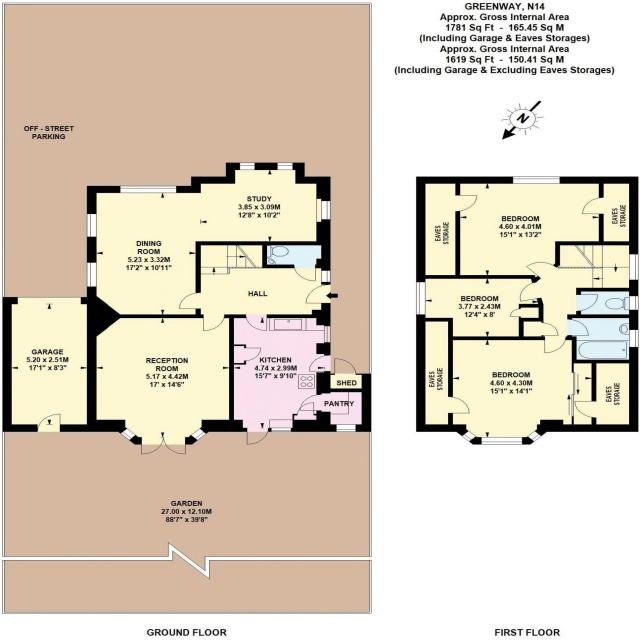 GREENWAY, N14
Approx. Gross Internal Area
1781 Sq Ft - 165.45 Sq M
(Including Garage & Eaves Storages)
Approx. Gross Internal Area
1619 Sq Ft - 150.41 Sq M
(Including Garage & Excluding Eaves Storages)
N
OFF - STREET
PARKING
STUDY
3.85 x 3.09M
12'8" x 10'2"
DINING
ROOM
5.23 x 3.32M
17'2" x 10'11"
HALL
GARAGE
5.20 x 2.51M
17'1" x 8'3"
RECEPTION
ROOM
5.17 x 4.42M
17' x 14'6"
KITCHEN
4.74 x 2.99M
15'7" x 9'10"
SHED
PANTRY
GARDEN
27.00 x 12.10M
88'7" x 39'8"
GROUND FLOOR
EAVES
STORAGE
BEDROOM
4.60 x 4.01M
15'1" x 13'2"
EAVES
STORAGE
BEDROOM
3.77 x 2.43M
12'4" x 8'
EAVES
STORAGE
BEDROOM
4.60 x 4.30M
15'1" x 14'1"
EAVES
STORAGE
FIRST FLOOR